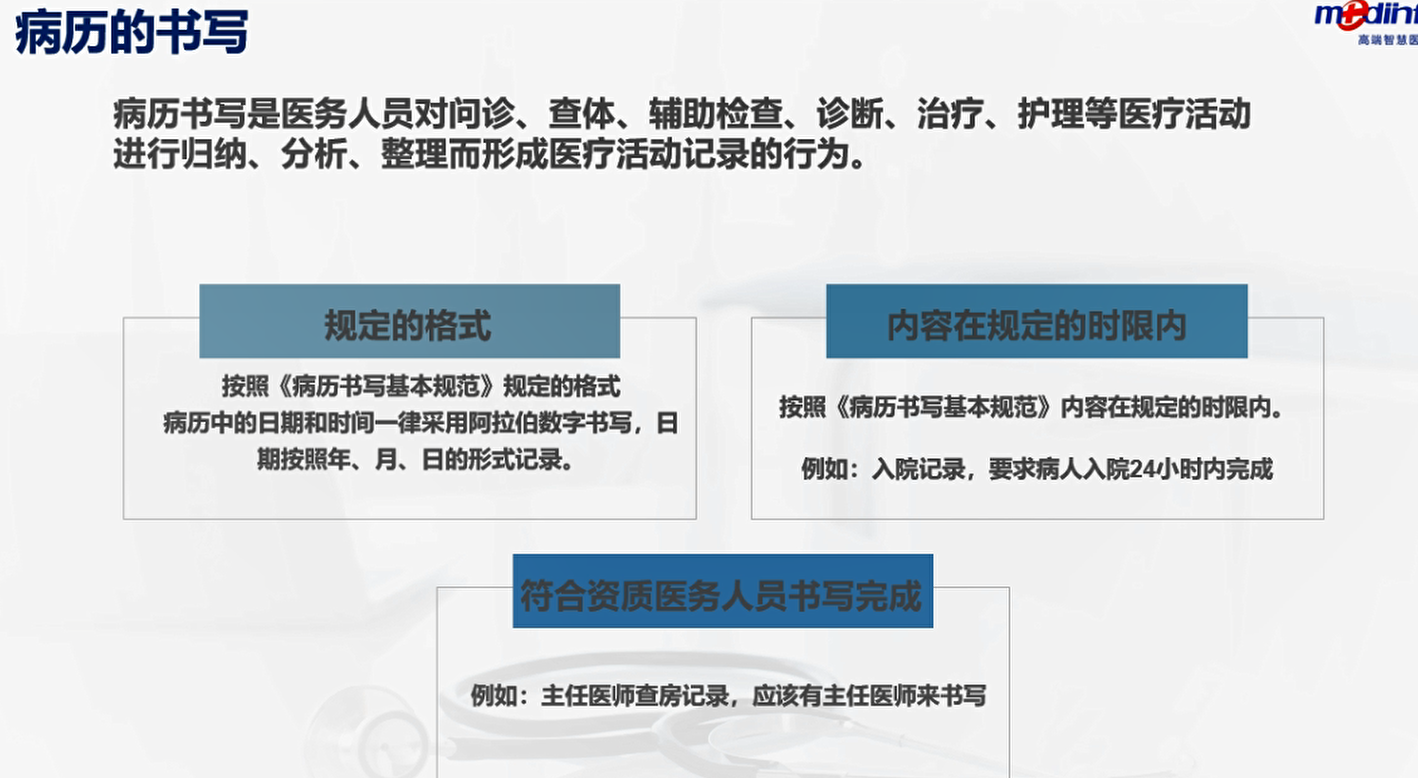 病历的书写
medinf
高端智慧医
病历书写是医务人员对问诊、查体、辅助检查、诊断、治疗、护理等医疗活动
进行归纳、分析、整理而形成医疗活动记录的行为。
规定的格式
按照《病历书写基本规范》规定的格式
病历中的日期和时间一律采用阿拉伯数字书写，日
期按照年、月、日的形式记录。
内容在规定的时限内
按照《病历书写基本规范》内容在规定的时限内。
例如：入院记录，要求病人入院24小时内完成
符合资质医务人员书写完成
例如：主任医师查房记录，应该有主任医师来书写